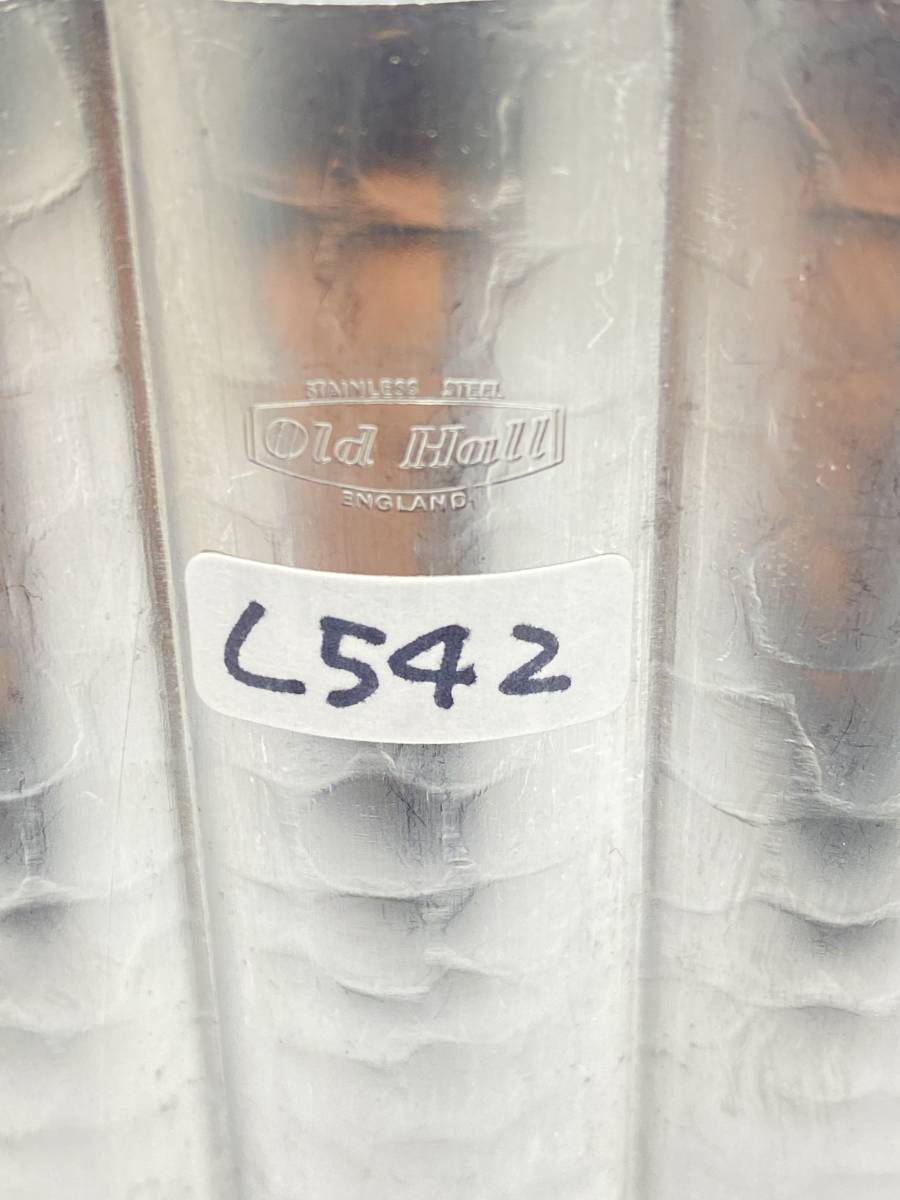 STAINLESS STEEL
Old Hall
ENGLAND
L542